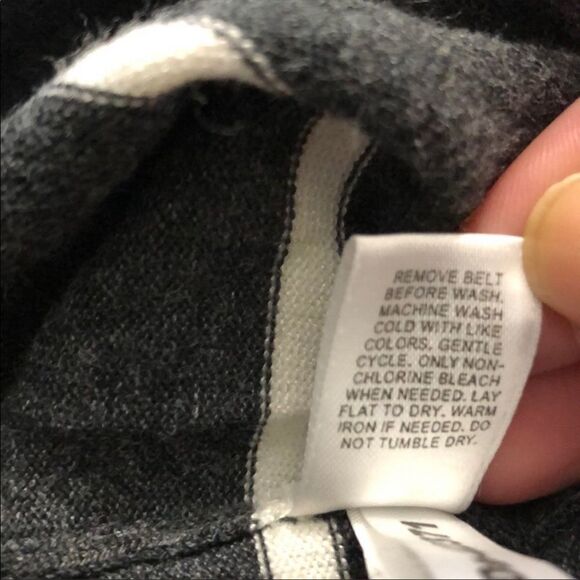 REMOVE BELT
BEFORE WASH.
MACHINE WASH
COLD WITH LIKE
COLORS. GENTLE
CYCLE. ONLY NON-
CHLORINE BLEACH
WHEN NEEDED. LAY
FLAT TO DRY. WARM
IRON IF NEEDED. DO
NOT TUMBLE DRY.